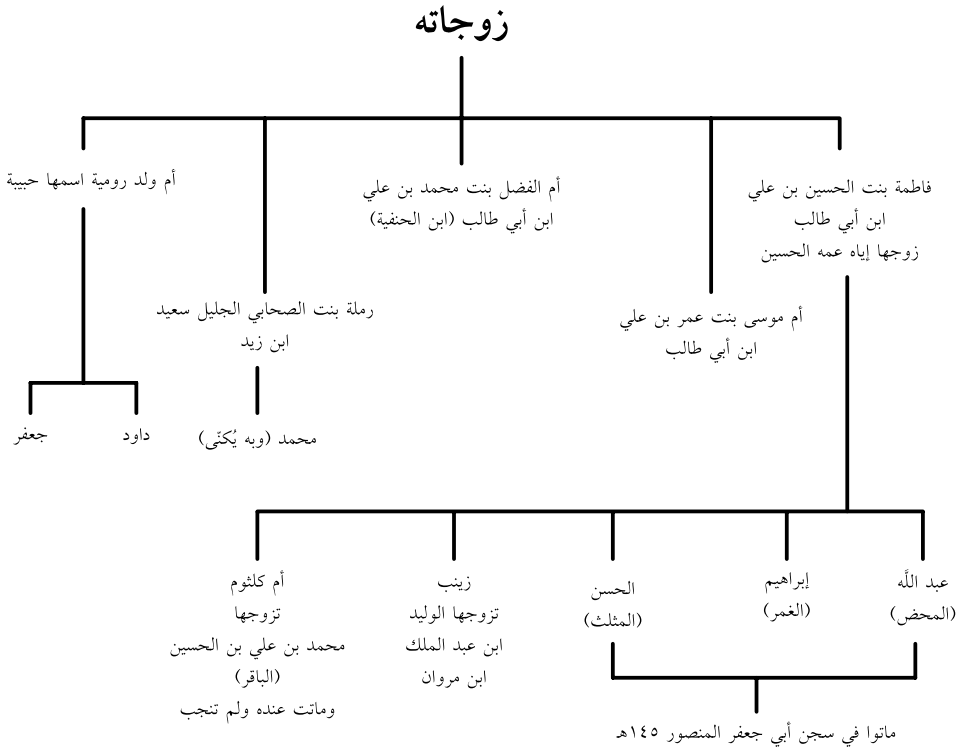 زوجاته
فاطمة بنت الحسين بن علي
ابن أبي طالب
زوجها إياه عمه الحسين
أم موسى بنت عمر بن علي
ابن أبي طالب
أم الفضل بنت محمد بن علي
ابن أبي طالب (ابن الحنفية)
رملة بنت الصحابي الجليل سعيد
ابن زيد
محمد (وبه يُكنّى)
أم ولد رومية اسمها حبيبة
داود
جعفر
عبد اللَّه
(المحض)
إبراهيم
(الغمر)
الحسن
(المثلث)
زينب
تزوجها الوليد
ابن عبد الملك
ابن مروان
أم كلثوم
تزوجها
محمد بن علي بن الحسين
(الباقر)
وماتت عنده ولم تنجب
ماتوا في سجن أبي جعفر المنصور ١٤٥هـ